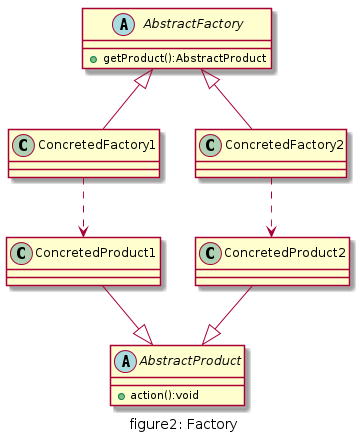 A AbstractFactory
getProduct():AbstractProduct
C ConcretedFactory1
C ConcretedFactory2
C ConcretedProduct1
C ConcretedProduct2
A AbstractProduct
action():void
figure2: Factory